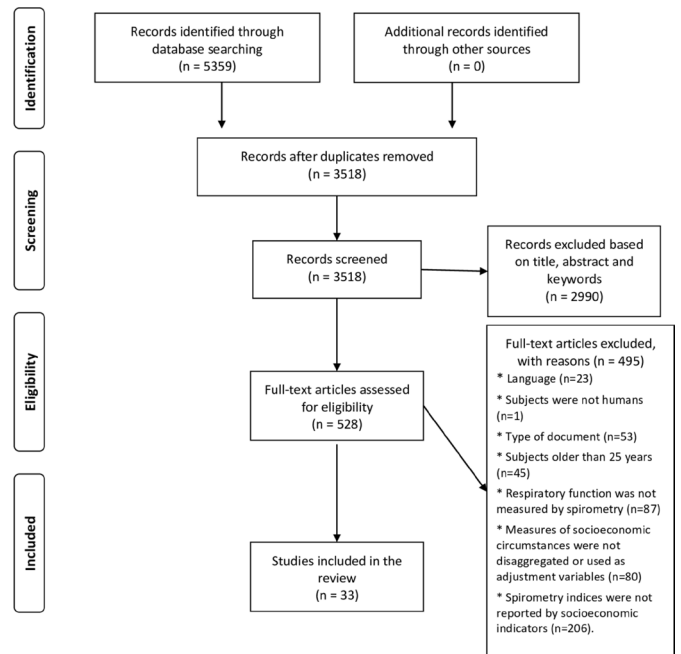 Identification
Records identified through
database searching
(n = 5359)
Additional records identified
through other sources
(n = 0)
Screening
Records after duplicates removed
(n = 3518)
Records screened
(n = 3518)
Records excluded based
on title, abstract and
keywords
(n = 2990)
Eligibility
Full-text articles assessed
for eligibility
(n = 528)
Full-text articles excluded,
with reasons (n = 495)
* Language (n=23)
* Subjects were not humans
(n=1)
* Type of document (n=53)
* Subjects older than 25 years
(n=45)
* Respiratory function was not
measured by spirometry (n=87)
* Measures of socioeconomic
circumstances were not
disaggregated or used as
adjustment variables (n=80)
* Spirometry indices were not
reported by socioeconomic
indicators (n=206).
Included
Studies included in the
review
(n = 33)